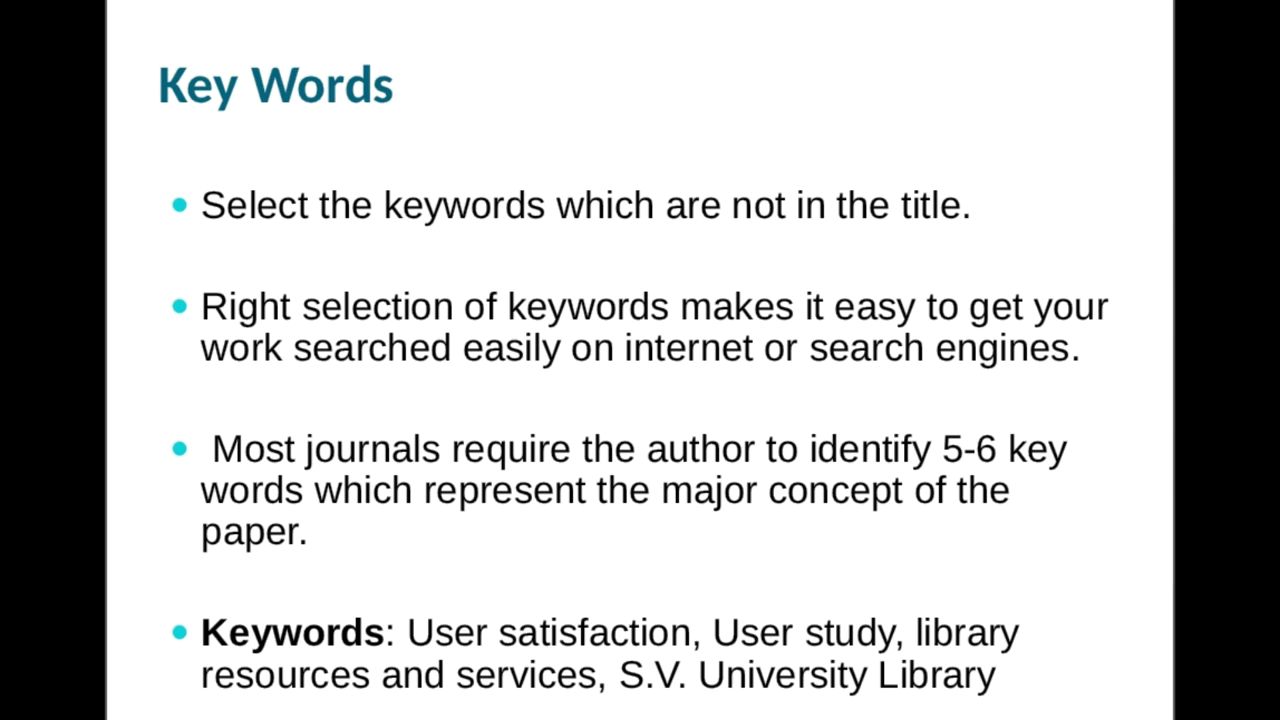 Key Words
• Select the keywords which are not in the title.
• Right selection of keywords makes it easy to get your
work searched easily on internet or search engines.
• Most journals require the author to identify 5-6 key
words which represent the major concept of the
paper.
• Keywords: User satisfaction, User study, library
resources and services, S.V. University Library